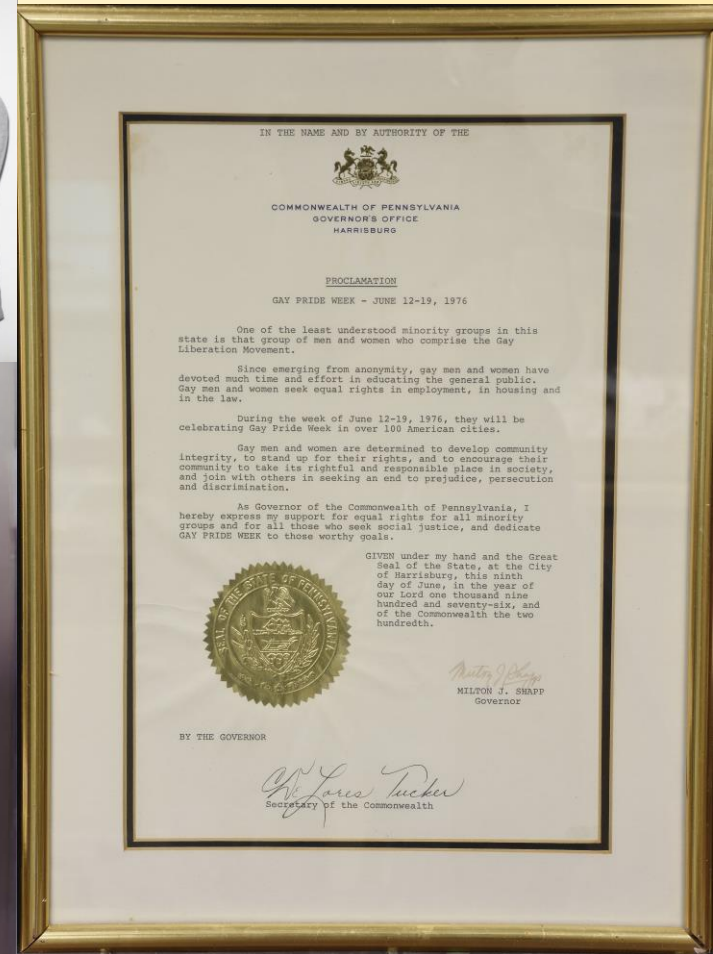 IN THE NAME AND BY AUTHORITY OF THE
COMMONWEALTH OF PENNSYLVANIA
GOVERNOR'S OFFICE
HARRISBURG
PROCLAMATION
GAY PRIDE WEEK - JUNE 12-19, 1976
One of the least understood minority groups in this
state is that group of men and women who comprise the Gay
Liberation Movement.
Since emerging from anonymity, gay men and women have
devoted much time and effort in educating the general public.
Gay men and women seek equal rights in employment, in housing and
in the law.
During the week of June 12-19, 1976, they will be
celebrating Gay Pride Week in over 100 American cities.
Gay men and women are determined to develop community
integrity, to stand up for their rights, and to encourage their
community to take its rightful and responsible place in society,
and join with others in seeking an end to prejudice, persecution
and discrimination.
As Governor of the Commonwealth of Pennsylvania, I
hereby express my support for equal rights for all minority
groups and for all those who seek social justice, and dedicate
GAY PRIDE WEEK to those worthy goals.
GIVEN under my hand and the Great
Seal of the State, at the City
of Harrisburg, this ninth
day of June, in the year of
our Lord one thousand nine
hundred and seventy-six, and
of the Commonwealth the two
hundredth.
SEAL OF THE STATE OF PENNSYLVANIA
Milton J. Shapp
MILTON J. SHAPP
Governor
BY THE GOVERNOR
C. DeLores Tucker
Secretary of the Commonwealth